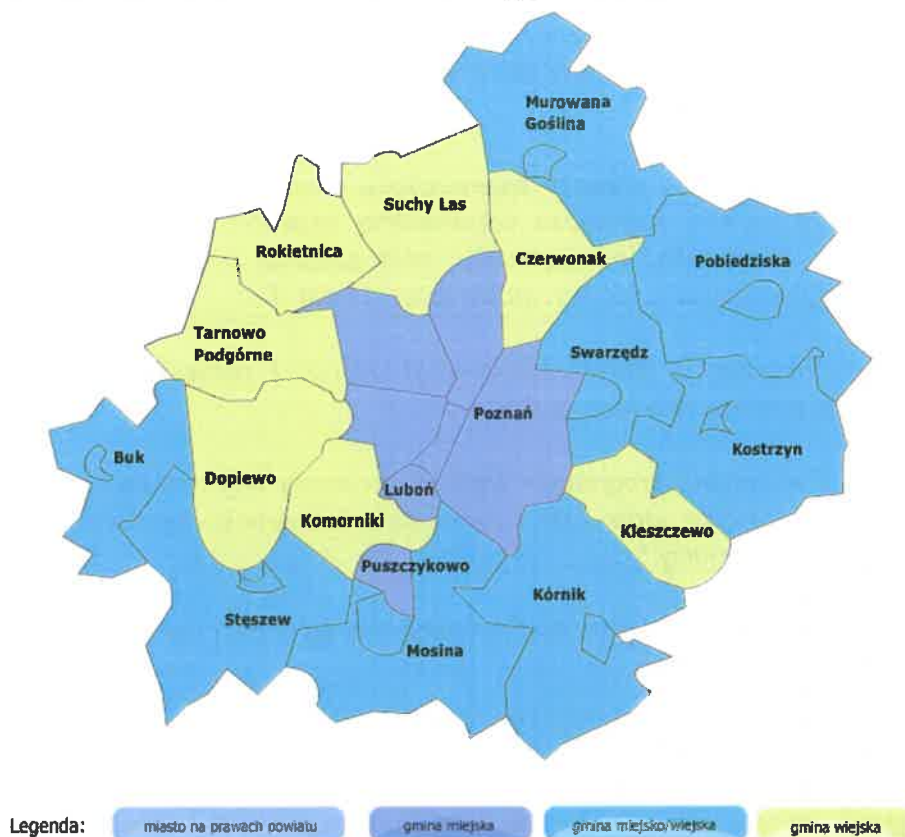 Murowana
Goślina
Suchy Las
Rokietnica
Czerwonak
Pobiedziska
Tarnowo
Podgórne
Swarzędz
Poznań
Buk
Kostrzyn
Dopiewo
Luboń
Komorniki
Kleszczewo
Puszczykowo
Kórnik
Stęszew
Mosina
Legenda:
miasto na prawach powiatu
gmina miejska
gmina miejsko/wiejska
gmina wiejska